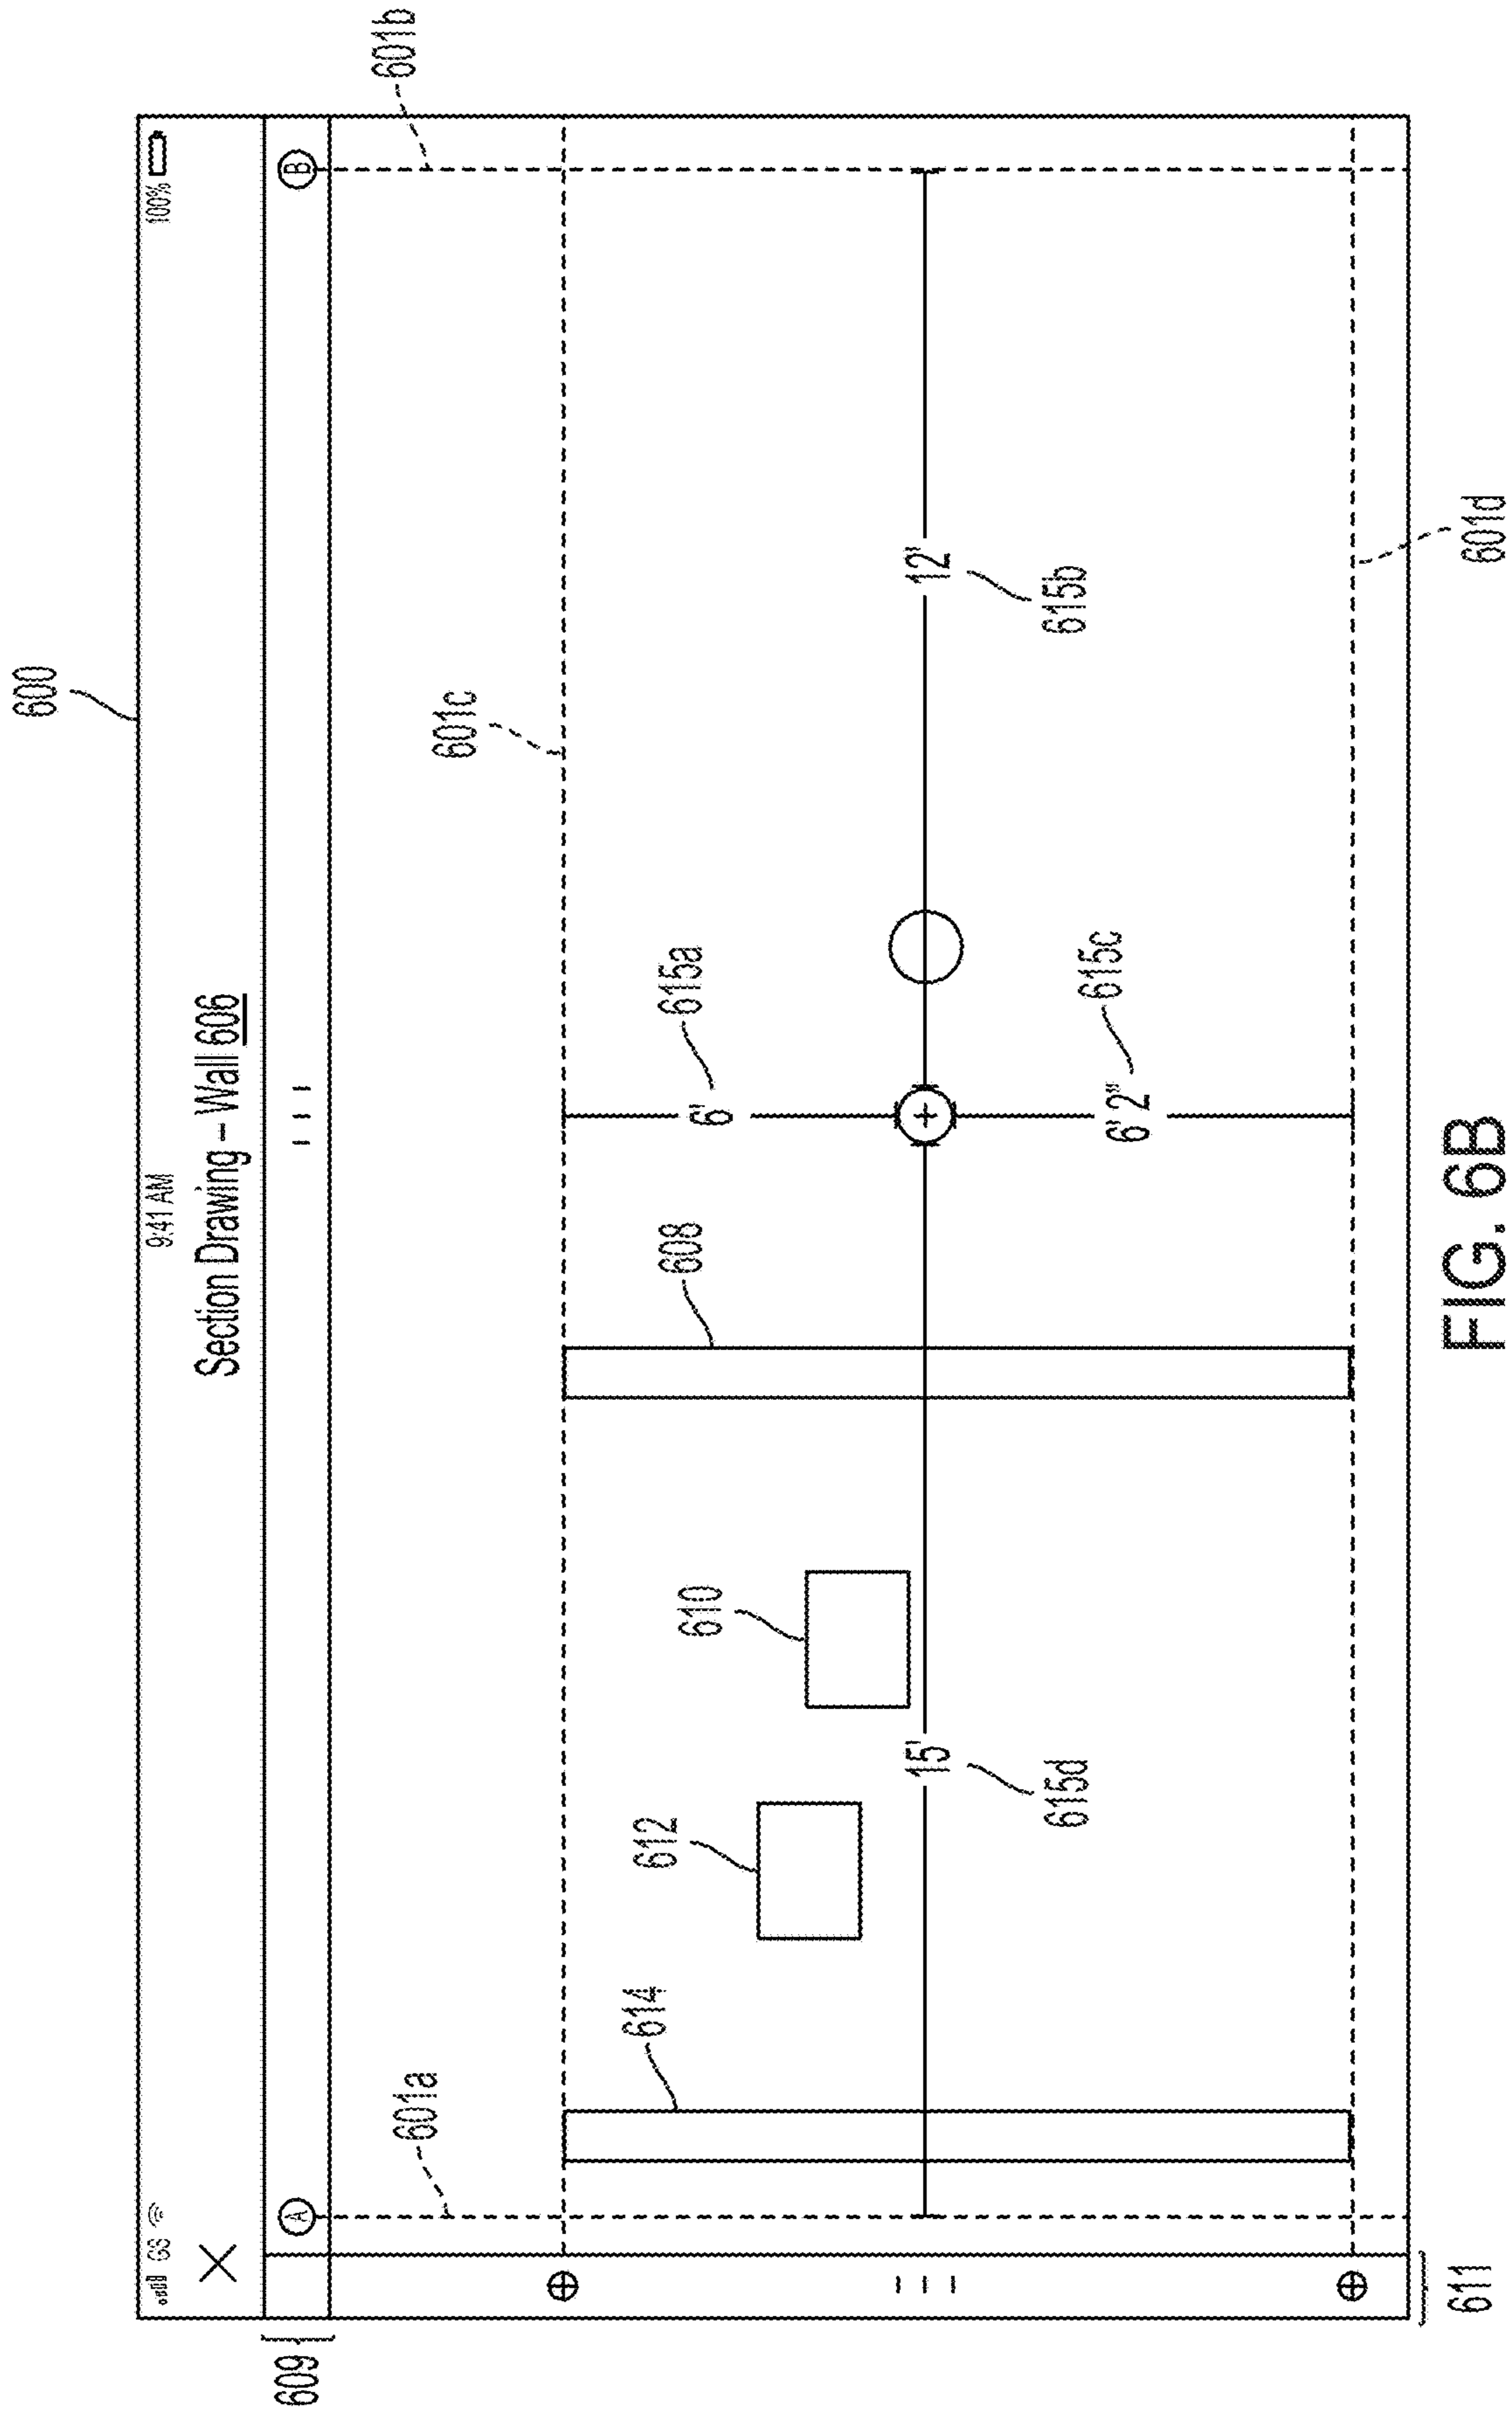 600
9:41 AM
100%
Section Drawing – Wall 606
609
A
B
601a
601b
601c
614
612
610
608
6'
615a
15'
615d
12'
615b
6' 2"
615c
601d
611
FIG. 6B